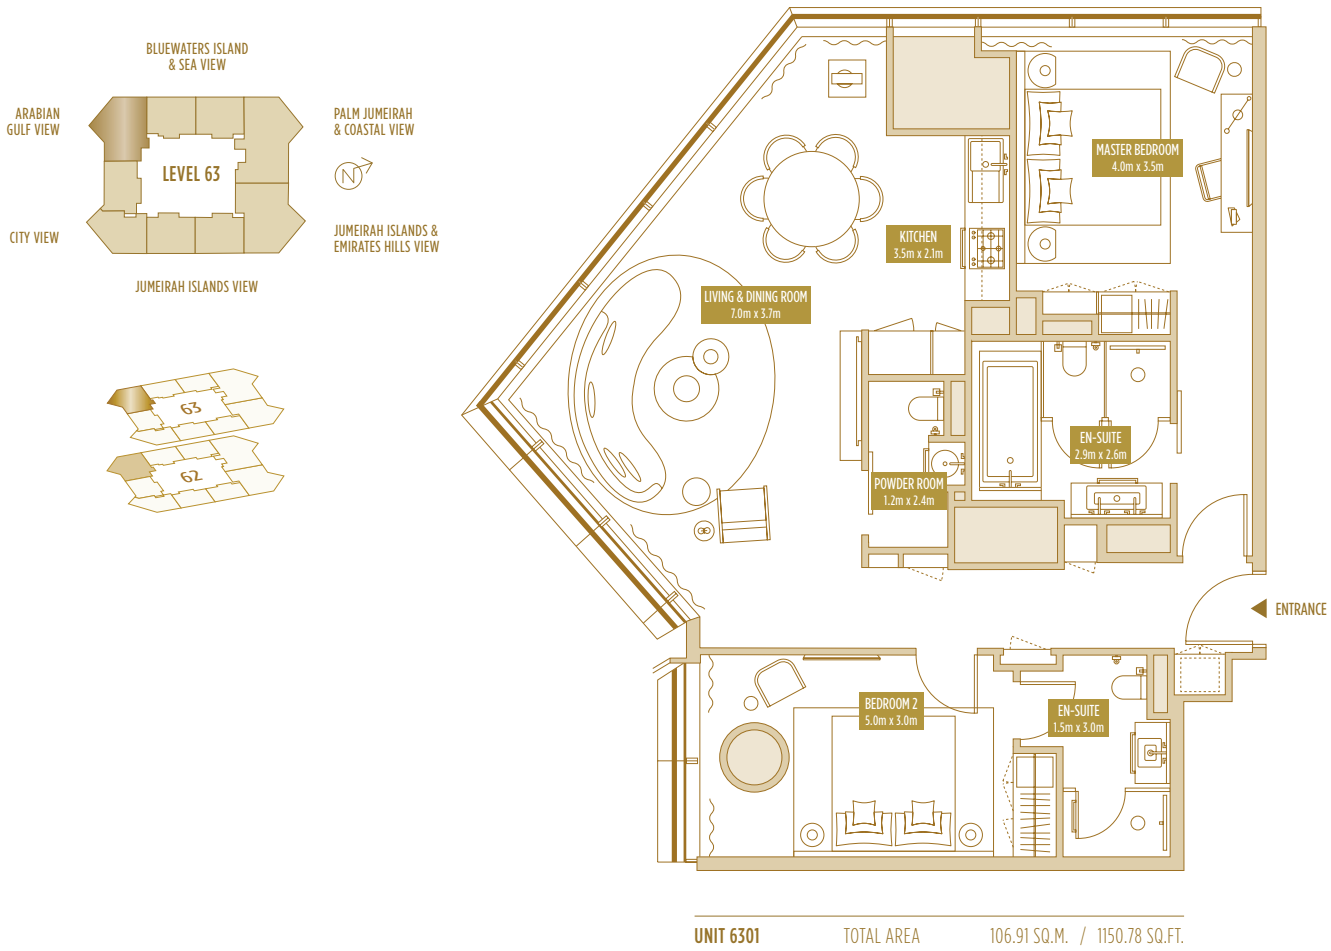 BLUEWATERS ISLAND
& SEA VIEW
ARABIAN
GULF VIEW
PALM JUMEIRAH
& COASTAL VIEW
LEVEL 63
N
CITY VIEW
JUMEIRAH ISLANDS &
EMIRATES HILLS VIEW
JUMEIRAH ISLANDS VIEW
63
62
MASTER BEDROOM
4.0m x 3.5m
KITCHEN
3.5m x 2.1m
LIVING & DINING ROOM
7.0m x 3.7m
EN-SUITE
2.9m x 2.6m
POWDER ROOM
1.2m x 2.4m
ENTRANCE
BEDROOM 2
5.0m x 3.0m
EN-SUITE
1.5m x 3.0m
UNIT 6301 TOTAL AREA 106.91 SQ.M. / 1150.78 SQ.FT.